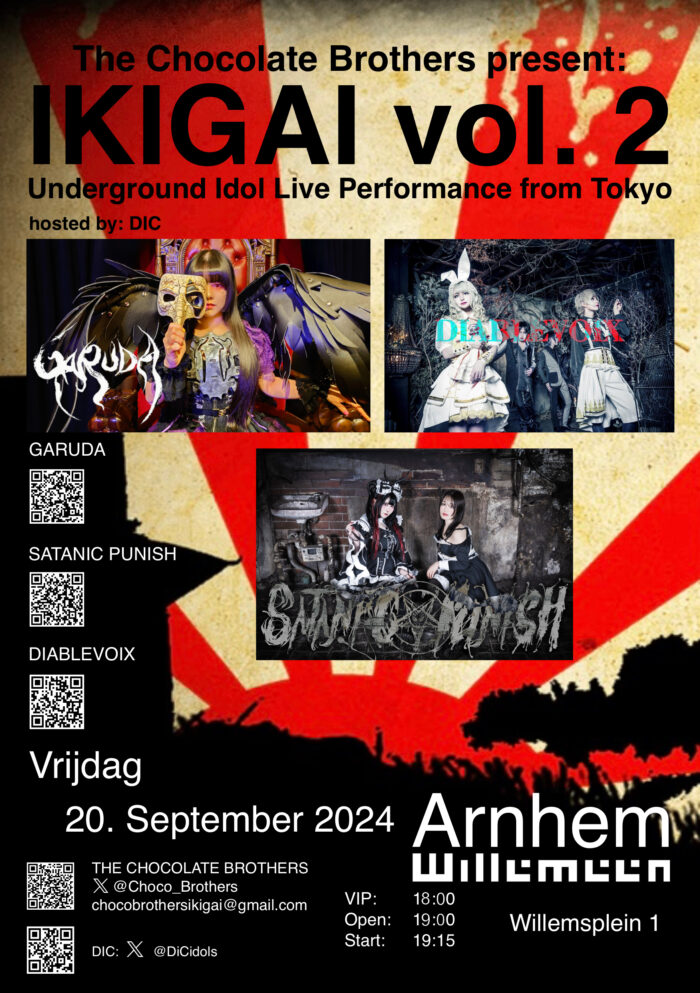 The Chocolate Brothers present:
IKIGAI vol. 2
Underground Idol Live Performance from Tokyo
hosted by: DIC
GARUDA
DIABLEVOIX
GARUDA
SATANIC PUNISH
SATANIC PUNISH
DIABLEVOIX
Vrijdag
20. September 2024
Arnhem
Willemeen
THE CHOCOLATE BROTHERS
X @Choco_Brothers
chocobrothersikigai@gmail.com
VIP: 18:00
Open: 19:00
Start: 19:15
Willemsplein 1
DIC: X @DiCidols